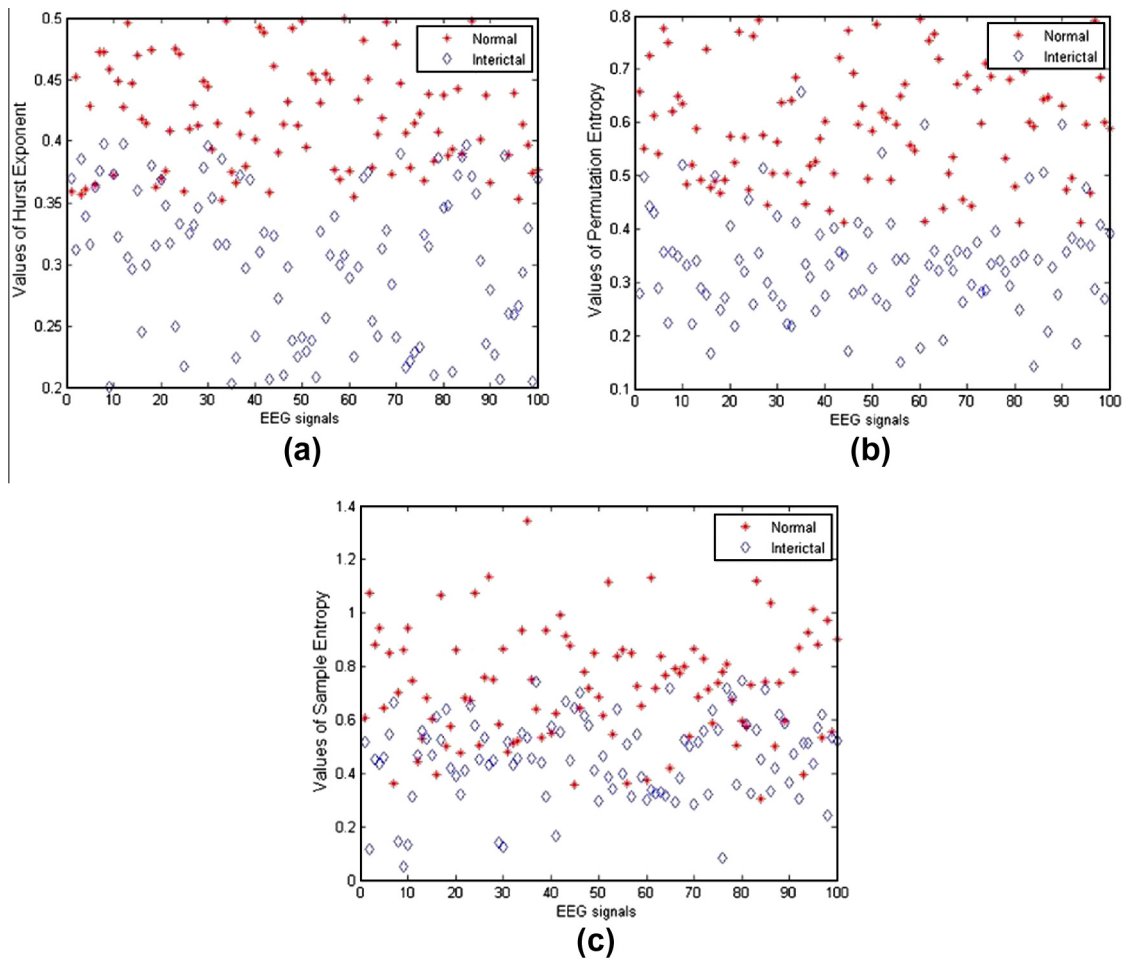 Values of Hurst Exponent
0.5
0.45
0.4
0.35
0.3
0.25
0.2
0 10 20 30 40 50 60 70 80 90 100
EEG signals
Normal
Interictal
(a)
Values of Permutation Entropy
0.8
0.7
0.6
0.5
0.4
0.3
0.2
0.1
0 10 20 30 40 50 60 70 80 90 100
EEG signals
Normal
Interictal
(b)
Values of Sample Entropy
1.4
1.2
1
0.8
0.6
0.4
0.2
0
0 10 20 30 40 50 60 70 80 90 100
EEG signals
Normal
Interictal
(c)